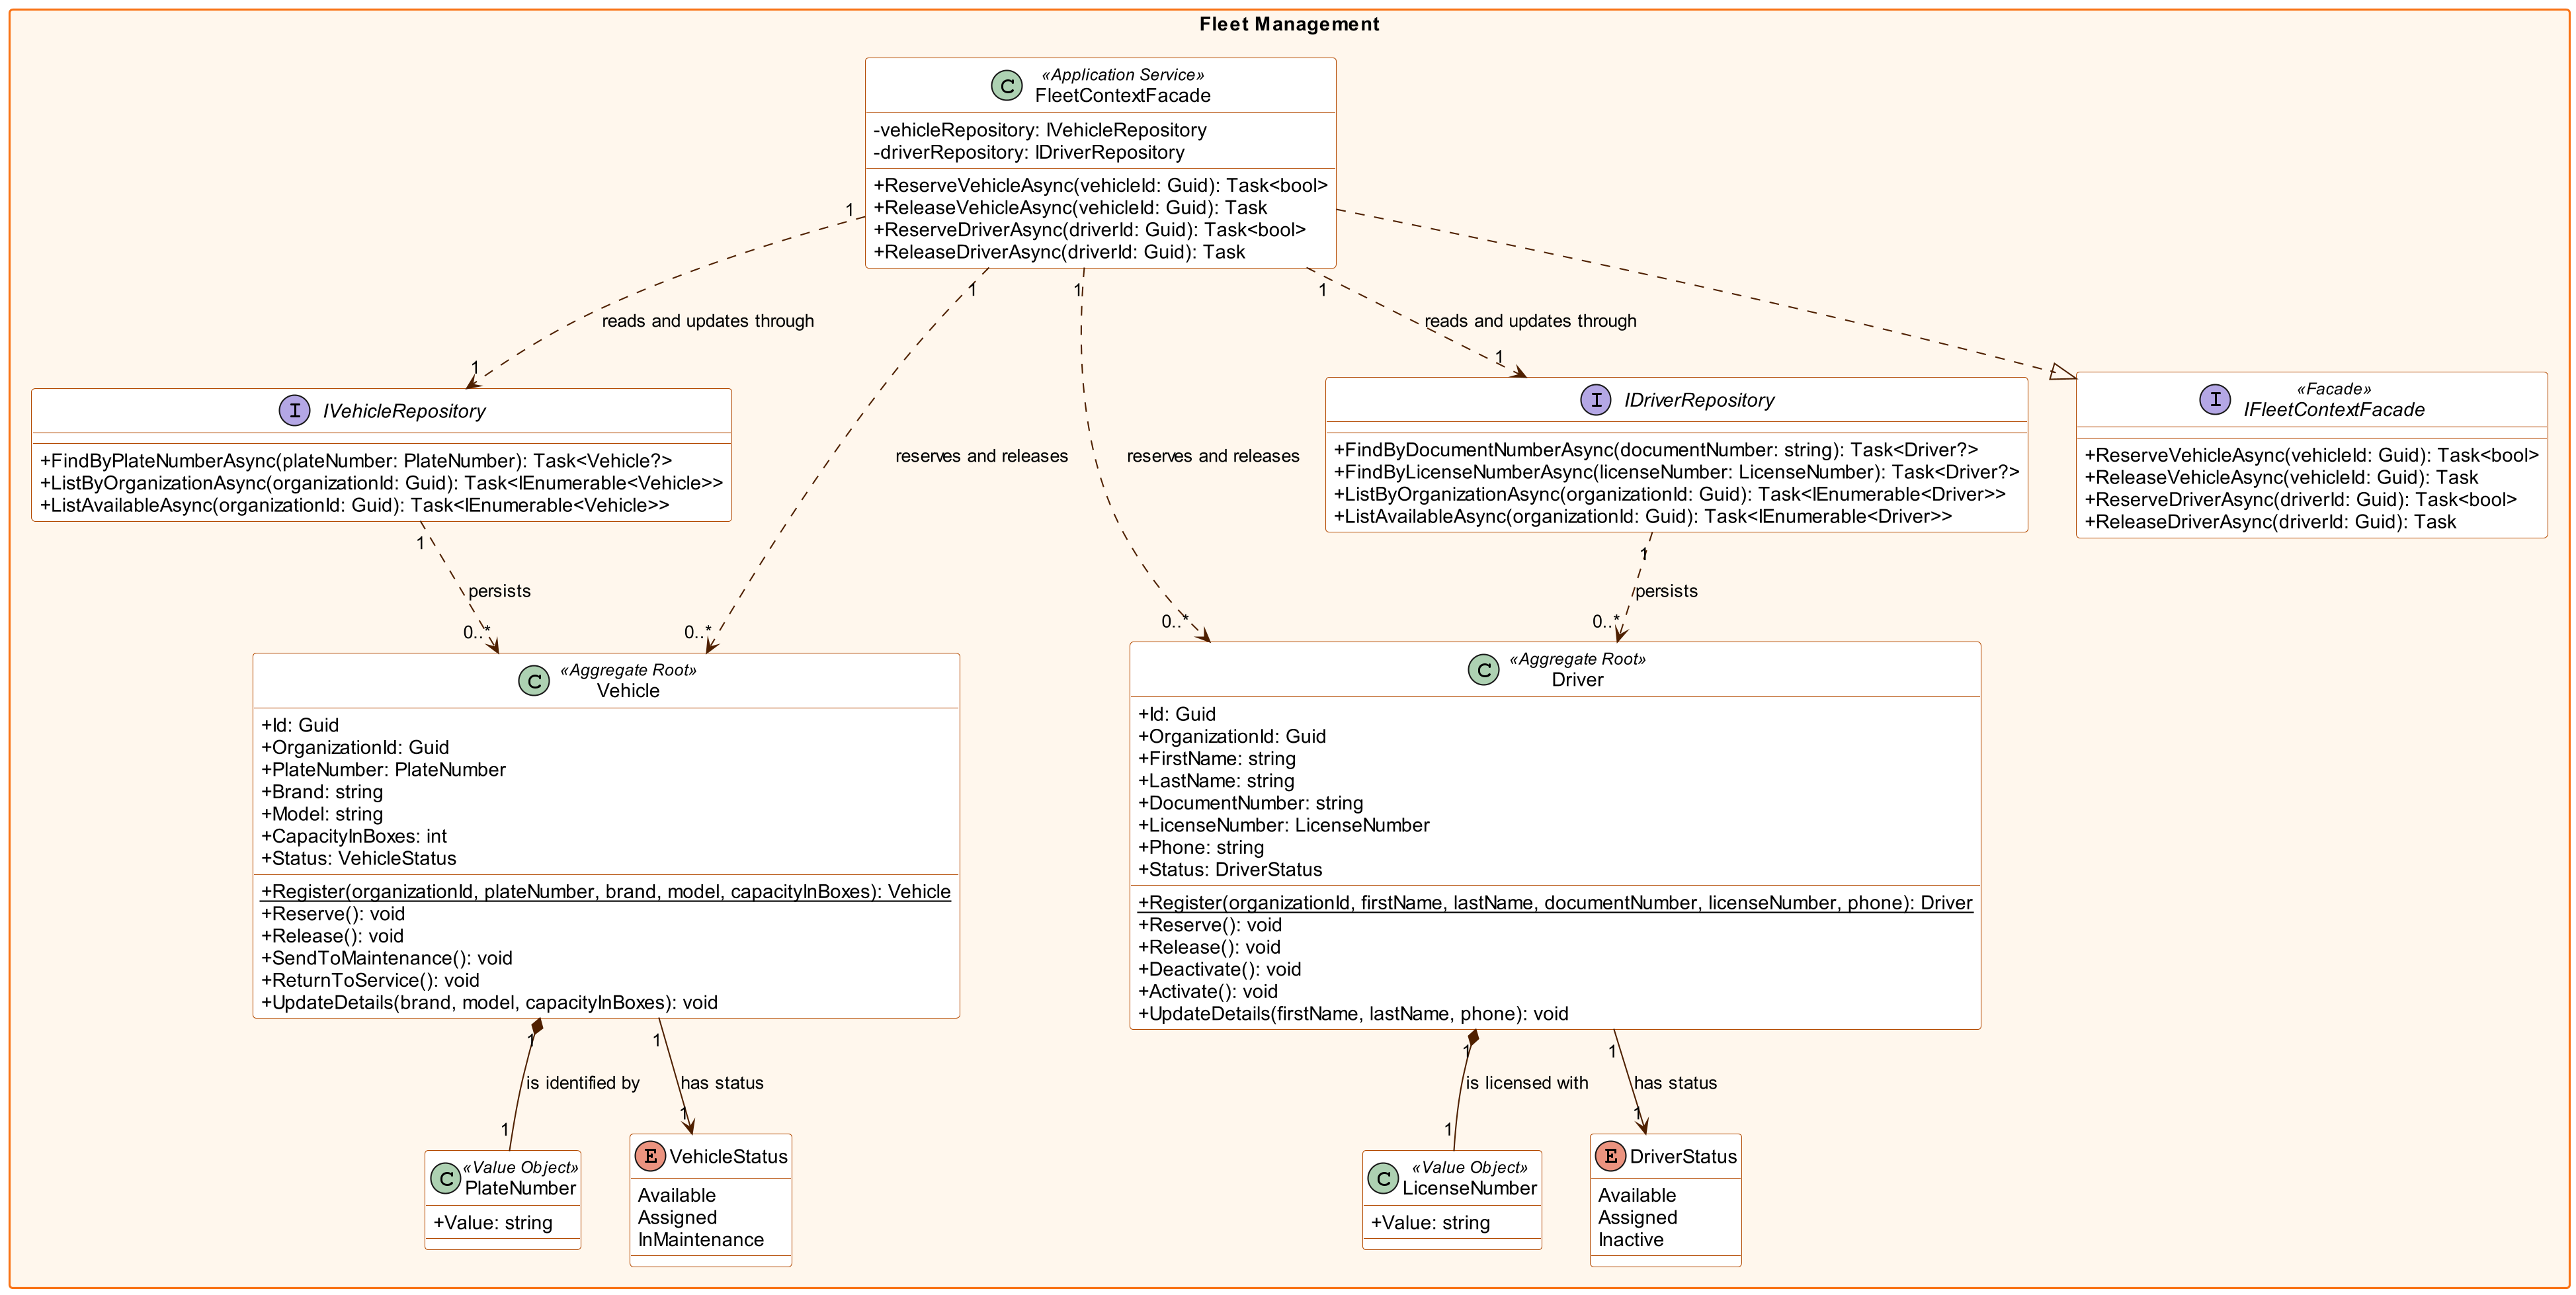 Fleet Management
«Application Service»
C
FleetContextFacade
-vehicleRepository: IVehicleRepository
-driverRepository: IDriverRepository
+ReserveVehicleAsync(vehicleId: Guid): Task<bool>
+ReleaseVehicleAsync(vehicleId: Guid): Task
+ReserveDriverAsync(driverId: Guid): Task<bool>
+ReleaseDriverAsync(driverId: Guid): Task
1
1
1
1
reads and updates through
reads and updates through
1
1
I
IVehicleRepository
+FindByPlateNumberAsync(plateNumber: PlateNumber): Task<Vehicle?>
+ListByOrganizationAsync(organizationId: Guid): Task<IEnumerable<Vehicle>>
+ListAvailableAsync(organizationId: Guid): Task<IEnumerable<Vehicle>>
reserves and releases
reserves and releases
I
IDriverRepository
+FindByDocumentNumberAsync(documentNumber: string): Task<Driver?>
+FindByLicenseNumberAsync(licenseNumber: LicenseNumber): Task<Driver?>
+ListByOrganizationAsync(organizationId: Guid): Task<IEnumerable<Driver>>
+ListAvailableAsync(organizationId: Guid): Task<IEnumerable<Driver>>
«Facade»
I
IFleetContextFacade
+ReserveVehicleAsync(vehicleId: Guid): Task<bool>
+ReleaseVehicleAsync(vehicleId: Guid): Task
+ReserveDriverAsync(driverId: Guid): Task<bool>
+ReleaseDriverAsync(driverId: Guid): Task
1
persists
0..*
0..*
1
persists
0..*
0..*
«Aggregate Root»
C
Vehicle
+Id: Guid
+OrganizationId: Guid
+PlateNumber: PlateNumber
+Brand: string
+Model: string
+CapacityInBoxes: int
+Status: VehicleStatus
+Register(organizationId, plateNumber, brand, model, capacityInBoxes): Vehicle
+Reserve(): void
+Release(): void
+SendToMaintenance(): void
+ReturnToService(): void
+UpdateDetails(brand, model, capacityInBoxes): void
«Aggregate Root»
C
Driver
+Id: Guid
+OrganizationId: Guid
+FirstName: string
+LastName: string
+DocumentNumber: string
+LicenseNumber: LicenseNumber
+Phone: string
+Status: DriverStatus
+Register(organizationId, firstName, lastName, documentNumber, licenseNumber, phone): Driver
+Reserve(): void
+Release(): void
+Deactivate(): void
+Activate(): void
+UpdateDetails(firstName, lastName, phone): void
1
is identified by
1
1
has status
1
1
is licensed with
1
1
has status
1
«Value Object»
C
PlateNumber
+Value: string
E
VehicleStatus
Available
Assigned
InMaintenance
«Value Object»
C
LicenseNumber
+Value: string
E
DriverStatus
Available
Assigned
Inactive